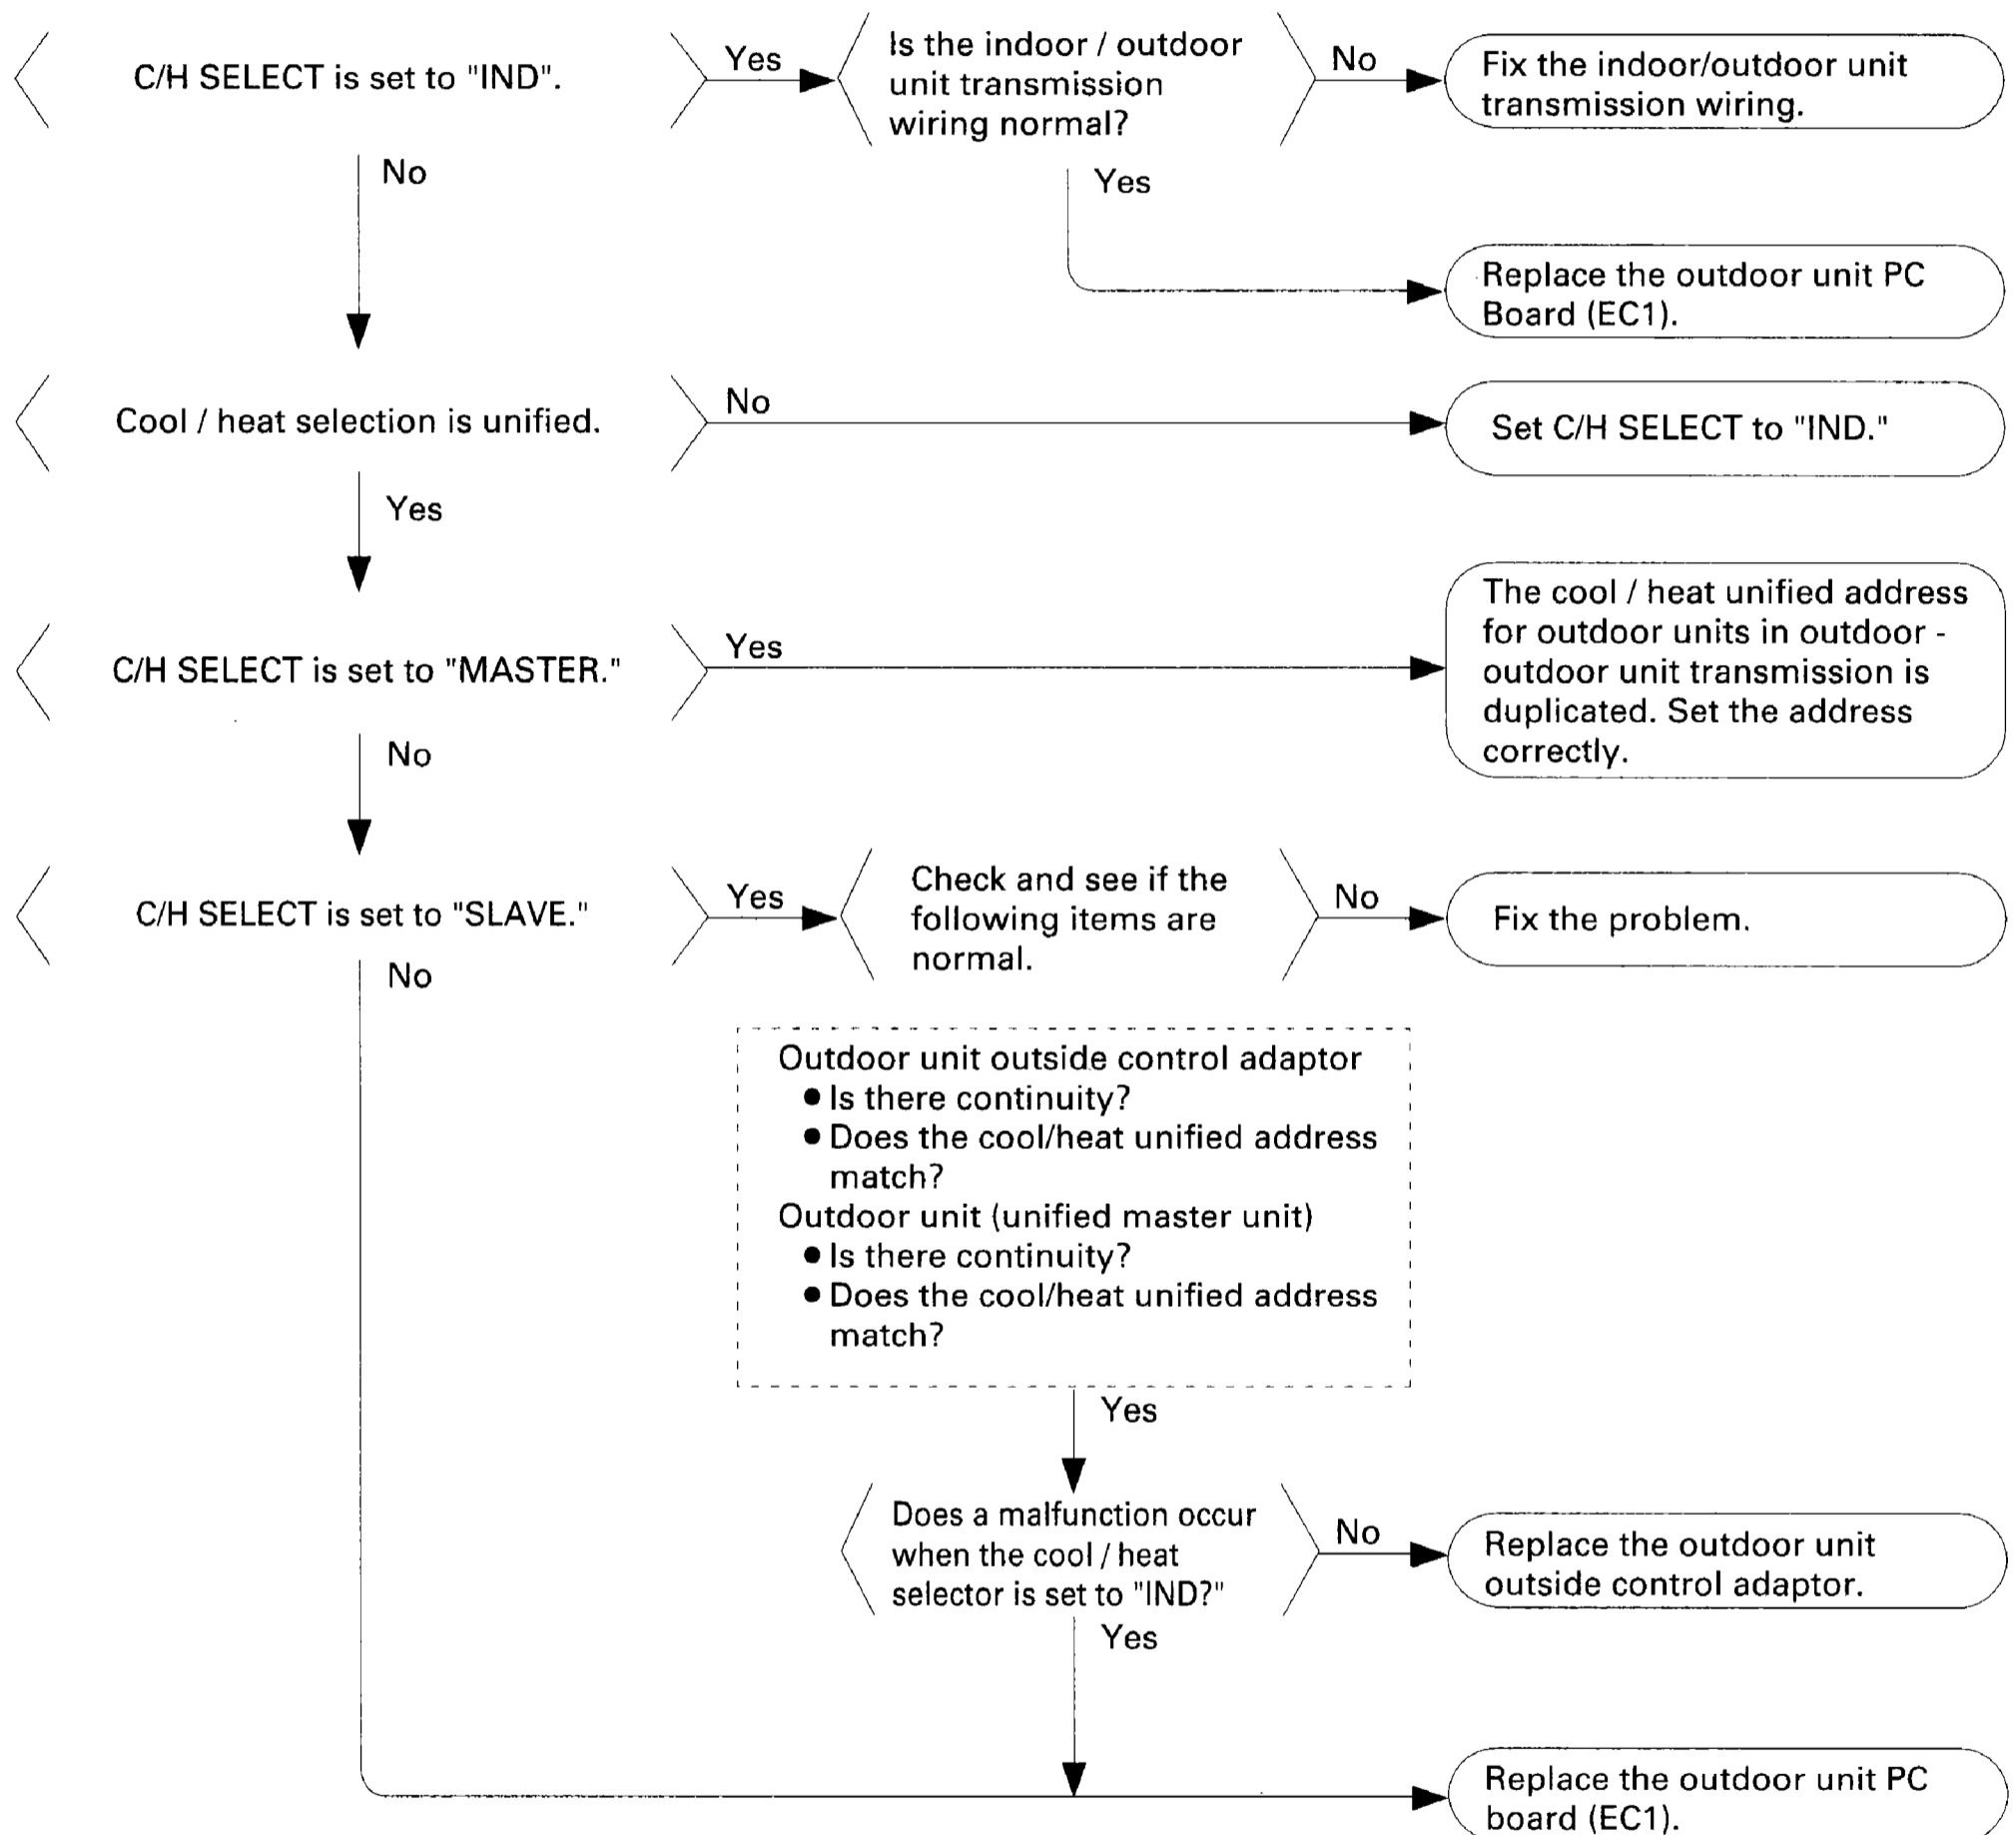 C/H SELECT is set to "IND".
Yes
Is the indoor / outdoor
unit transmission
wiring normal?
No
Fix the indoor/outdoor unit
transmission wiring.
No
Yes
Replace the outdoor unit PC
Board (EC1).
Cool / heat selection is unified.
No
Set C/H SELECT to "IND."
Yes
C/H SELECT is set to "MASTER."
Yes
The cool / heat unified address
for outdoor units in outdoor -
outdoor unit transmission is
duplicated. Set the address
correctly.
No
C/H SELECT is set to "SLAVE."
Yes
Check and see if the
following items are
normal.
No
Fix the problem.
No
Outdoor unit outside control adaptor
● Is there continuity?
● Does the cool/heat unified address
match?
Outdoor unit (unified master unit)
● Is there continuity?
● Does the cool/heat unified address
match?
Yes
Does a malfunction occur
when the cool / heat
selector is set to "IND?"
No
Replace the outdoor unit
outside control adaptor.
Yes
Replace the outdoor unit PC
board (EC1).